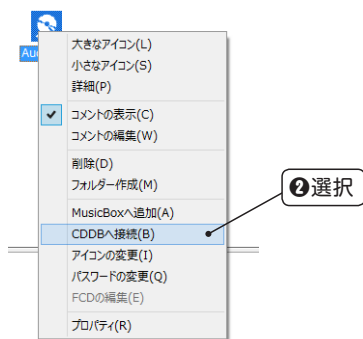 Au
大きなアイコン(L)
小さなアイコン(S)
詳細(P)
コメントの表示(C)
コメントの編集(W)
削除(D)
フォルダー作成(M)
MusicBoxへ追加(A)
CDDBへ接続(B)
❷選択
アイコンの変更(I)
パスワードの変更(Q)
FCDの編集(E)
プロパティ(R)